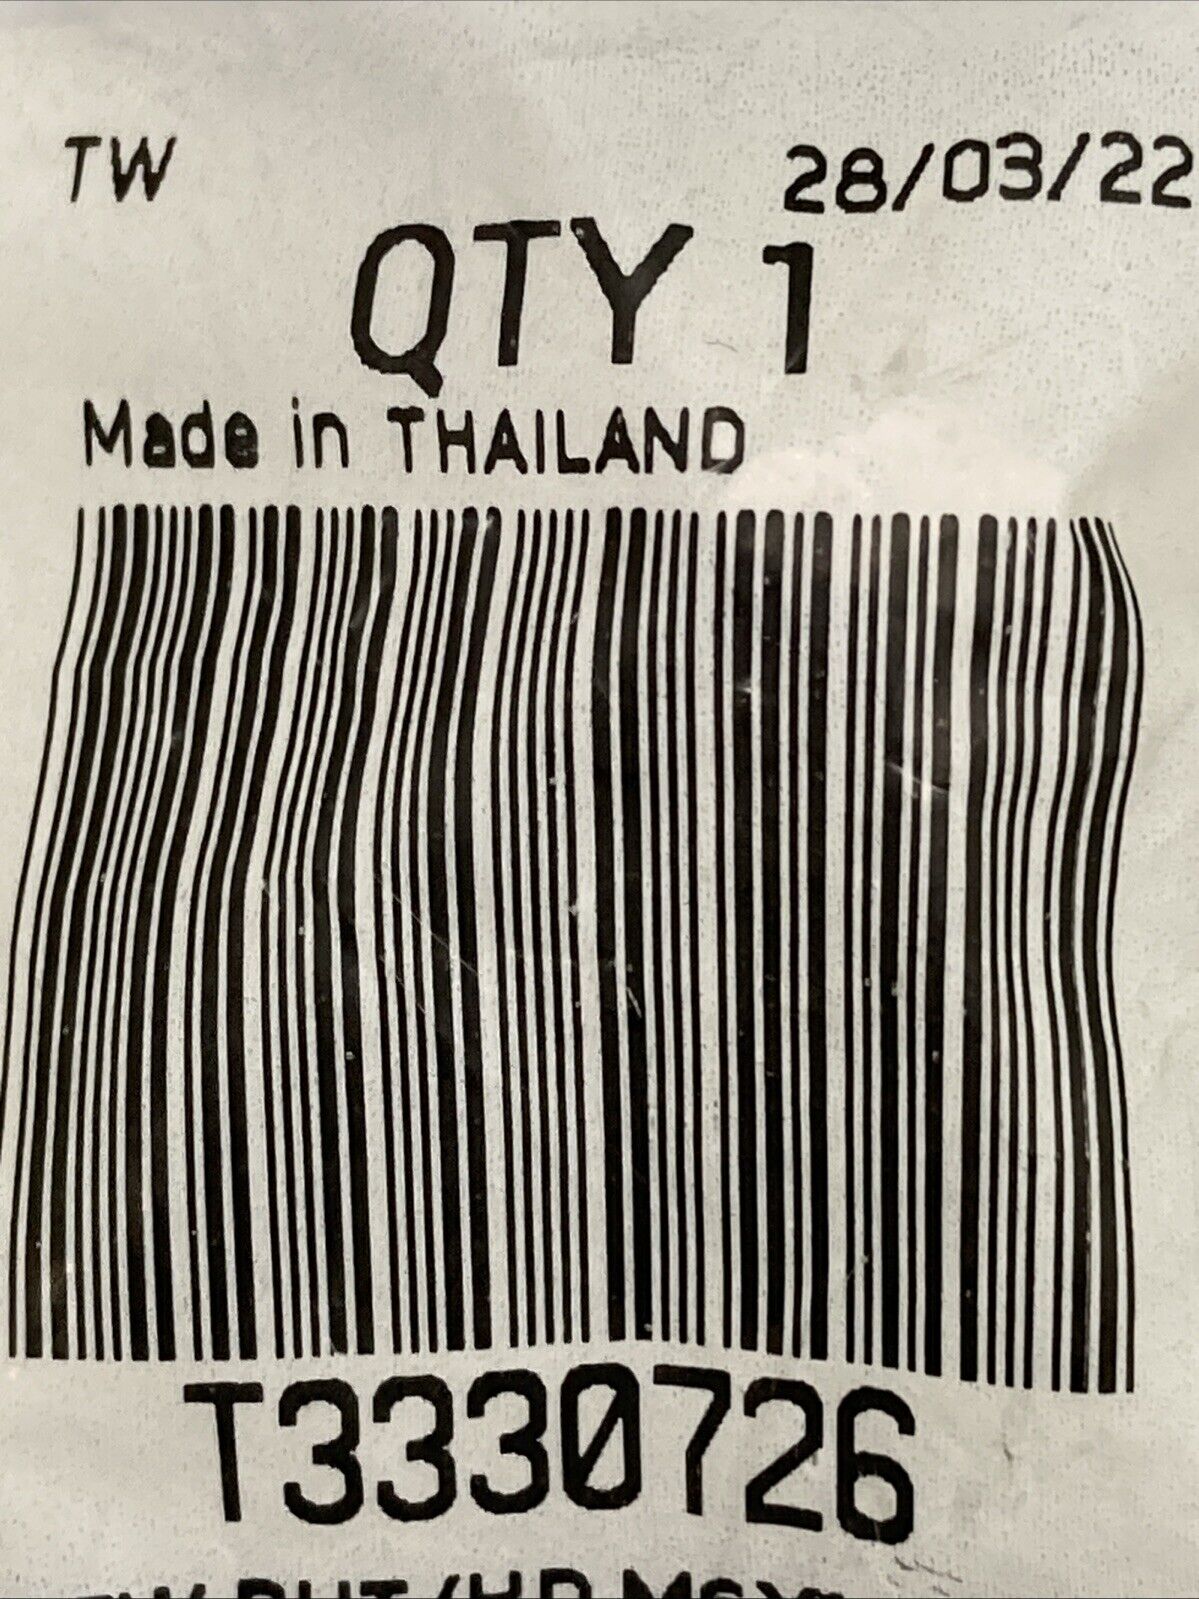 TW 28/03/22
QTY 1
Made in THAILAND
T3330726